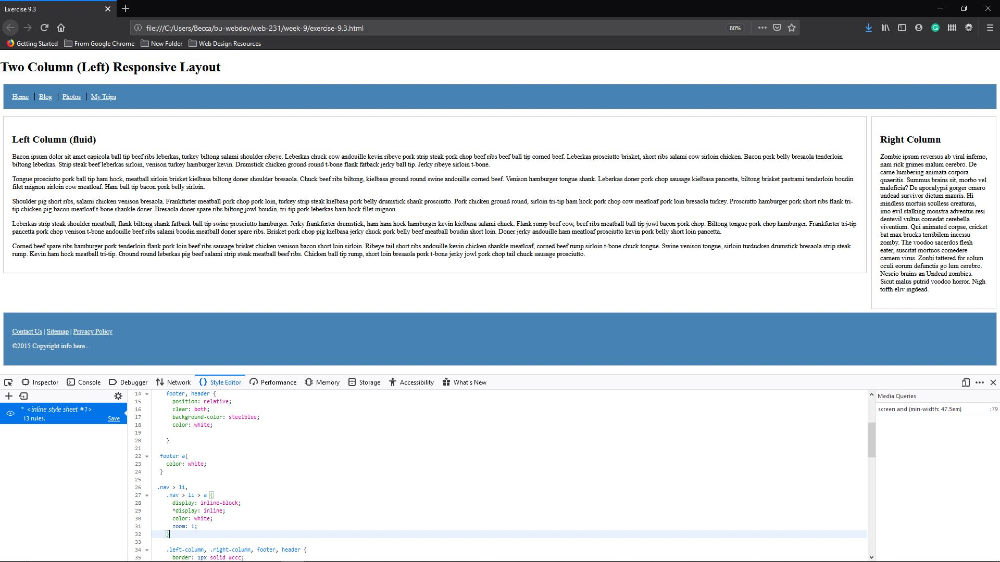 Exercise 9.3
file:///C:/Users/Becca/bu-webdev/web-231/week-9/exercise-9.3.html
80%
Getting Started From Google Chrome New Folder Web Design Resources
Two Column (Left) Responsive Layout
Home Blog Photos My Trips
Left Column (fluid)
Bacon ipsum dolor sit amet capicola ball tip beef ribs leberkas, turkey biltong salami shoulder ribeye. Leberkas chuck cow andouille kevin ribeye pork strip steak pork chop beef ribs beef ball tip corned beef. Leberkas prosciutto brisket, short ribs salami cow sirloin chicken. Bacon pork belly bresaola tenderloin
biltong leberkas. Strip steak beef leberkas sirloin, venison turkey hamburger kevin. Drumstick chicken ground round t-bone flank fatback jerky ball tip. Jerky ribeye sirloin t-bone.
Tongue prosciutto pork ball tip ham hock, meatball sirloin brisket kielbasa biltong doner shoulder bresaola. Chuck beef ribs biltong, kielbasa ground round swine andouille corned beef. Venison hamburger tongue shank. Leberkas doner pork chop sausage kielbasa pancetta, biltong brisket pastrami tenderloin boudin
filet mignon sirloin cow meatloaf. Ham ball tip bacon pork belly sirloin.
Shoulder pig short ribs, salami chicken venison bresaola. Frankfurter meatball pork chop pork loin, turkey strip steak kielbasa pork belly drumstick shank prosciutto. Pork chicken ground round, sirloin tri-tip ham hock pork chop cow meatloaf pork loin bresaola turkey. Prosciutto hamburger pork short ribs flank tri-
tip chicken pig bacon meatloaf t-bone shankle doner. Bresaola doner spare ribs biltong jowl boudin, tri-tip pork leberkas ham hock filet mignon.
Leberkas strip steak shoulder meatball, flank biltong shank fatback ball tip swine prosciutto hamburger. Jerky frankfurter drumstick, ham ham hock hamburger kevin kielbasa salami chuck. Flank rump beef cow, beef ribs meatball ball tip jowl bacon pork chop. Biltong tongue pork chop hamburger. Frankfurter tri-tip
pancetta pork chop venison t-bone andouille beef ribs salami boudin meatball doner spare ribs. Brisket pork chop pig kielbasa jerky chuck pork belly beef meatball boudin short loin. Doner jerky andouille ham meatloaf prosciutto kevin pork belly short loin pancetta.
Corned beef spare ribs hamburger pork tenderloin flank pork loin beef ribs sausage brisket chicken venison bacon short loin sirloin. Ribeye tail short ribs andouille kevin chicken shankle meatloaf, corned beef rump sirloin t-bone chuck tongue. Swine venison tongue, sirloin turducken drumstick bresaola strip steak
rump. Kevin ham hock meatball tri-tip. Ground round leberkas pig beef salami strip steak meatball beef ribs. Chicken ball tip rump, short loin bresaola pork t-bone jerky jowl pork chop tail chuck sausage prosciutto.
Right Column
Zombie ipsum reversus ab viral inferno,
nam rick grimes malum cerebro. De
carne lumbering animata corpora
quaeritis. Summus brains sit, morbo vel
maleficia? De apocalypsi gorger omero
undead survivor dictum mauris. Hi
mindless mortuis soulless creaturas,
imo evil stalking monstra adventus resi
dentevil vultus comedat cerebella
viventium. Qui animated corpse, cricket
bat max brucks terribilem incessu
zomby. The voodoo sacerdos flesh
eater, suscitat mortuos comedere
carnem virus. Zonbi tattered for solum
oculi eorum defunctis go lum cerebro.
Nescio brains an Undead zombies.
Sicut malus putrid voodoo horror. Nigh
tofth eliv ingdead.
Contact Us | Sitemap | Privacy Policy
©2015 Copyright info here...
Inspector Console Debugger Network Style Editor Performance Memory Storage Accessibility What's New
* <inline style sheet #1>
13 rules. Save
14 footer, header {
15 position: relative;
16 clear: both;
17 background-color: steelblue;
18 color: white;
19
20 }
21
22 footer a{
23 color: white;
24 }
25
26 .nav > li,
27 .nav > li > a {
28 display: inline-block;
29 *display: inline;
30 color: white;
31 zoom: 1;
32 }
33
34 .left-column, .right-column, footer, header {
35 border: 1px solid #ccc;
Media Queries
screen and (min-width: 47.5em) :79